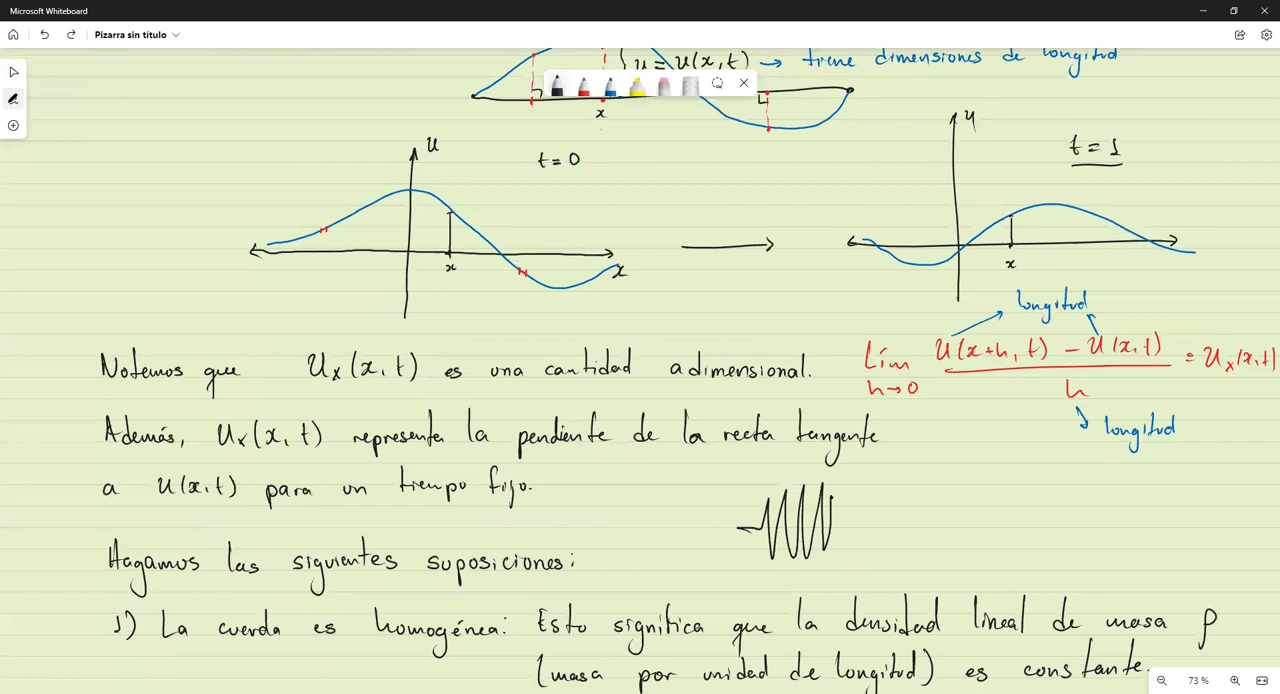 Microsoft Whiteboard
Pizarra sin título
u = u(x,t) → tiene dimensiones de longitud
x
u
t = 0
x
x
u
t = 1
x
longitud
Notemos que Ux(x,t) es una cantidad adimensional.
Lím h→0 U(x+h, t) - U(x,t) / h = Ux(x,t)
longitud
Además, Ux(x,t) representa la pendiente de la recta tangente
a U(x,t) para un tiempo fijo.
Hagamos las siguientes suposiciones:
1) La cuerda es homogénea: Esto significa que la densidad lineal de masa ρ
(masa por unidad de longitud) es constante.
73 %